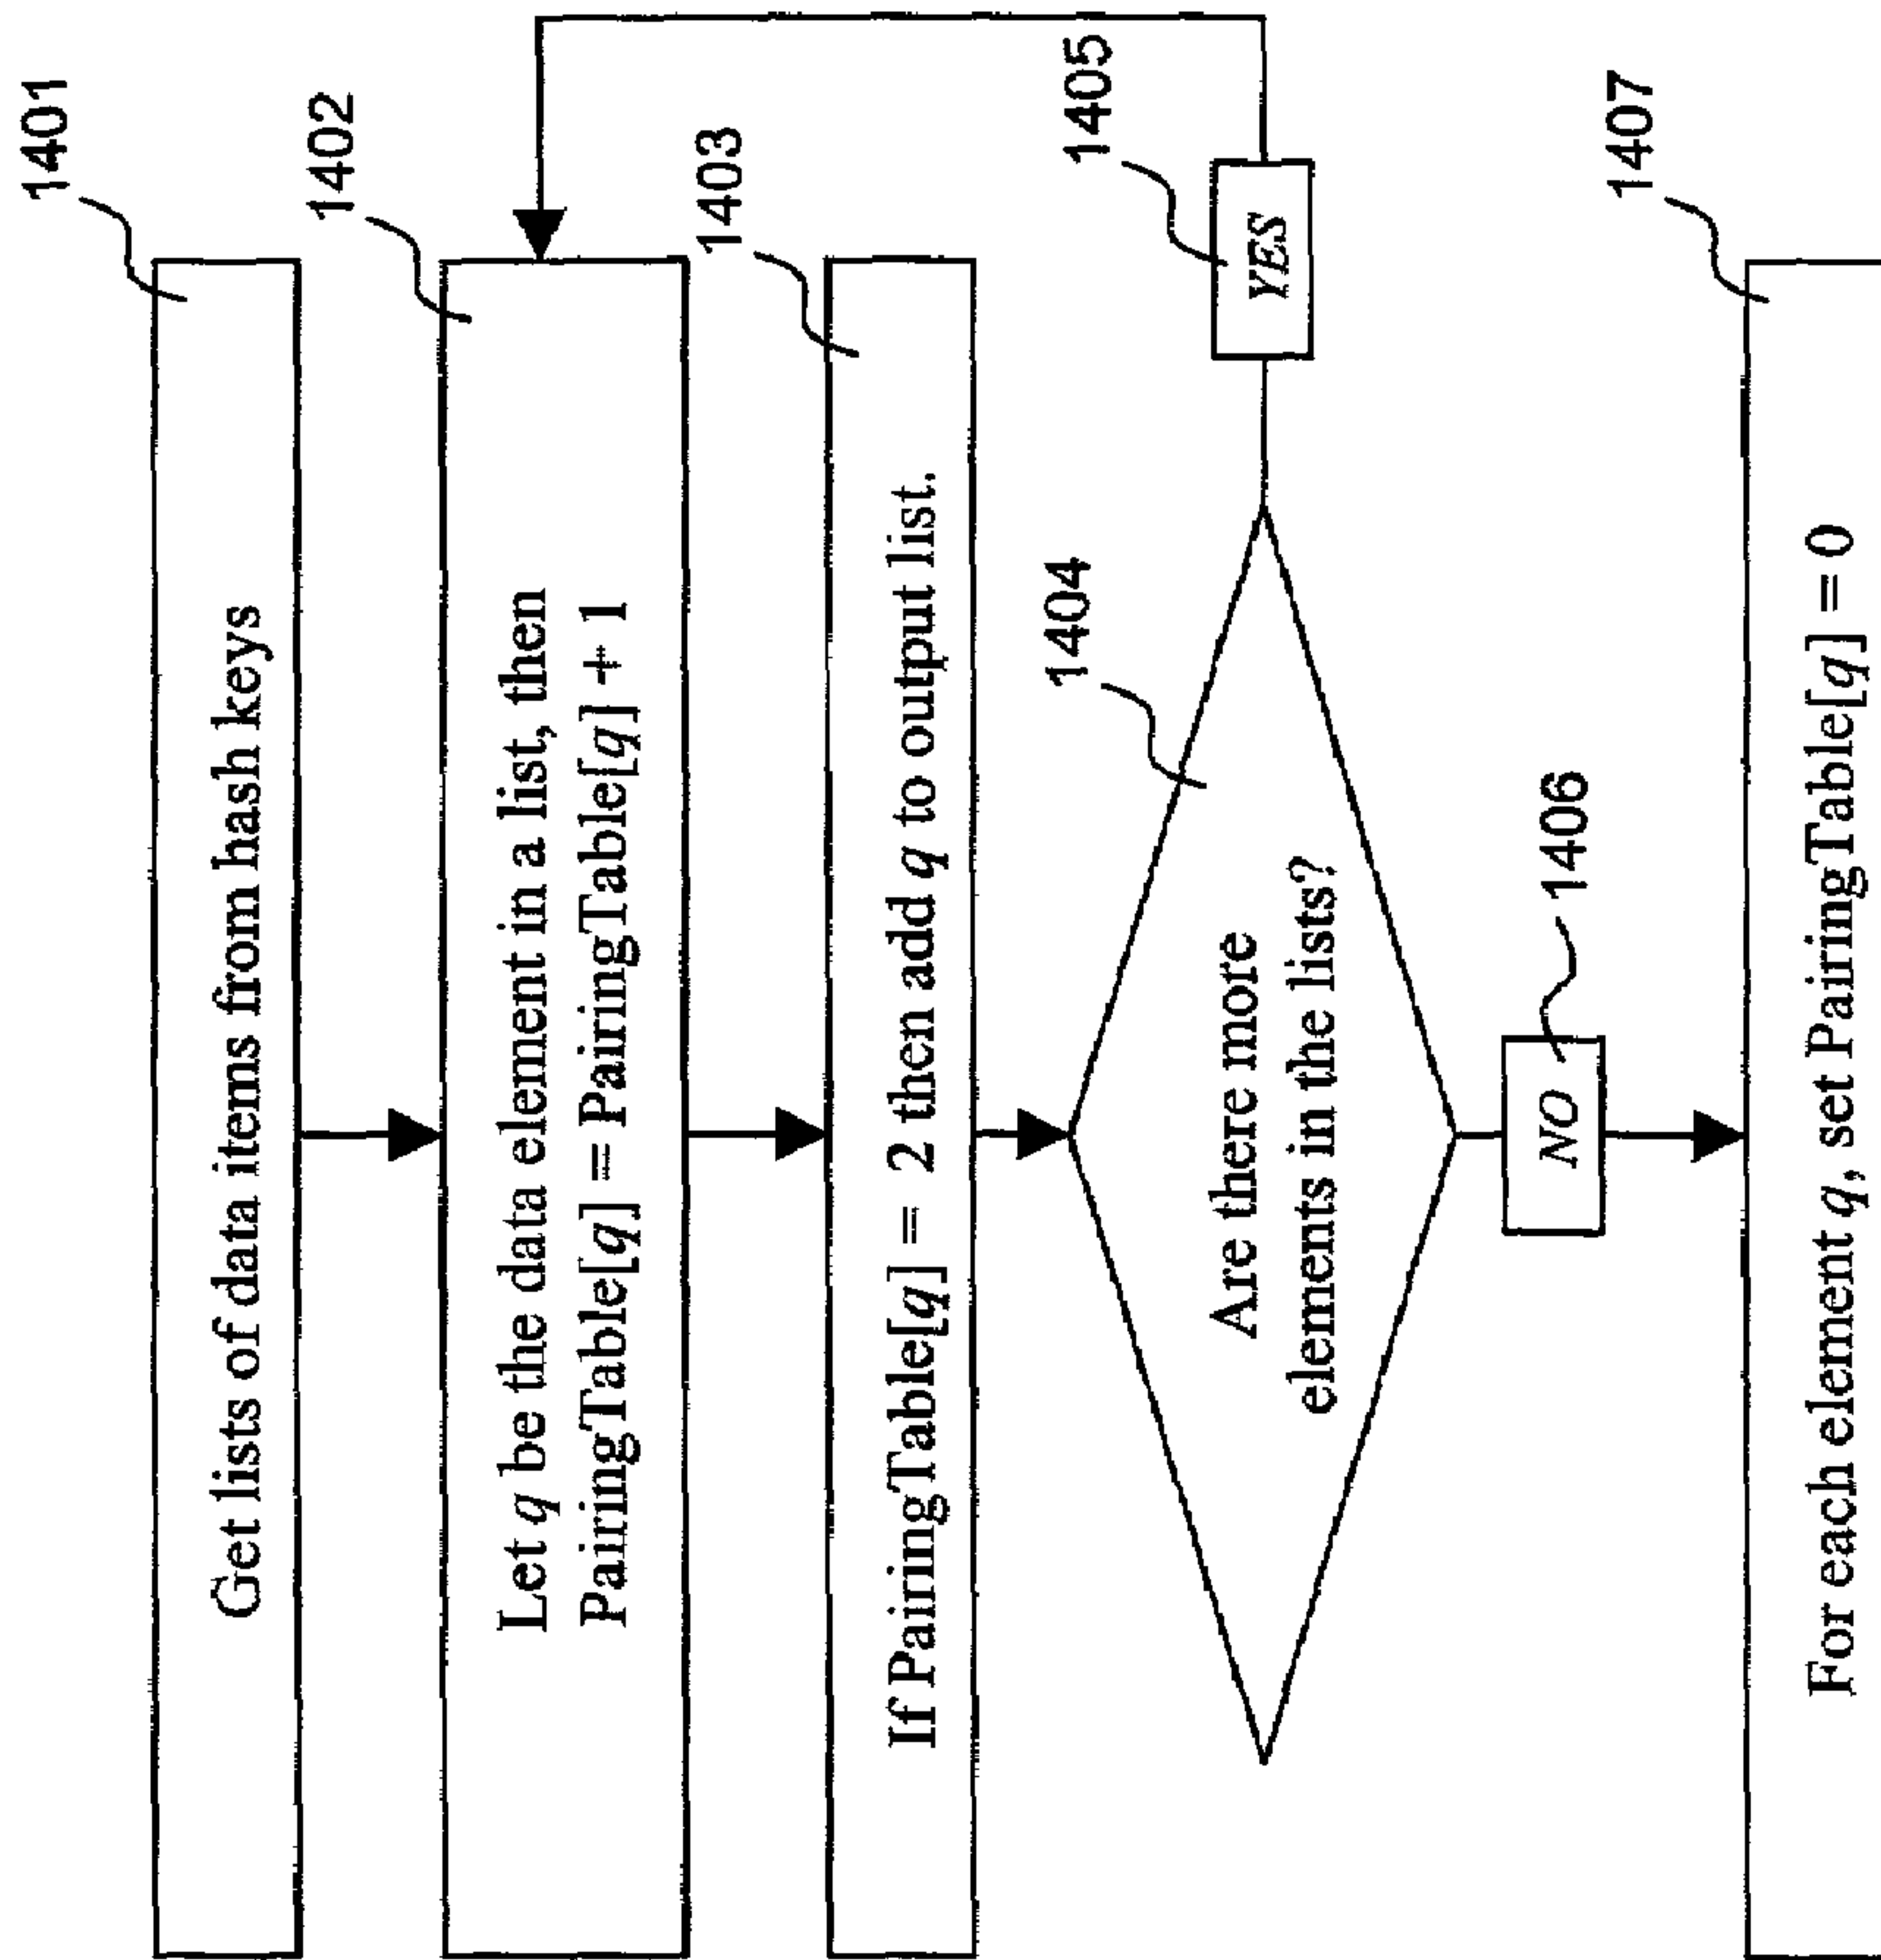 1401
Get lists of data items from hash keys
1402
Let q be the data element in a list, then
PairingTable[q] = PairingTable[q] + 1
1403
If PairingTable[q] = 2 then add q to output list.
1404
Are there more
elements in the lists?
1405
YES
1406
NO
1407
For each element q, set PairingTable[q] = 0